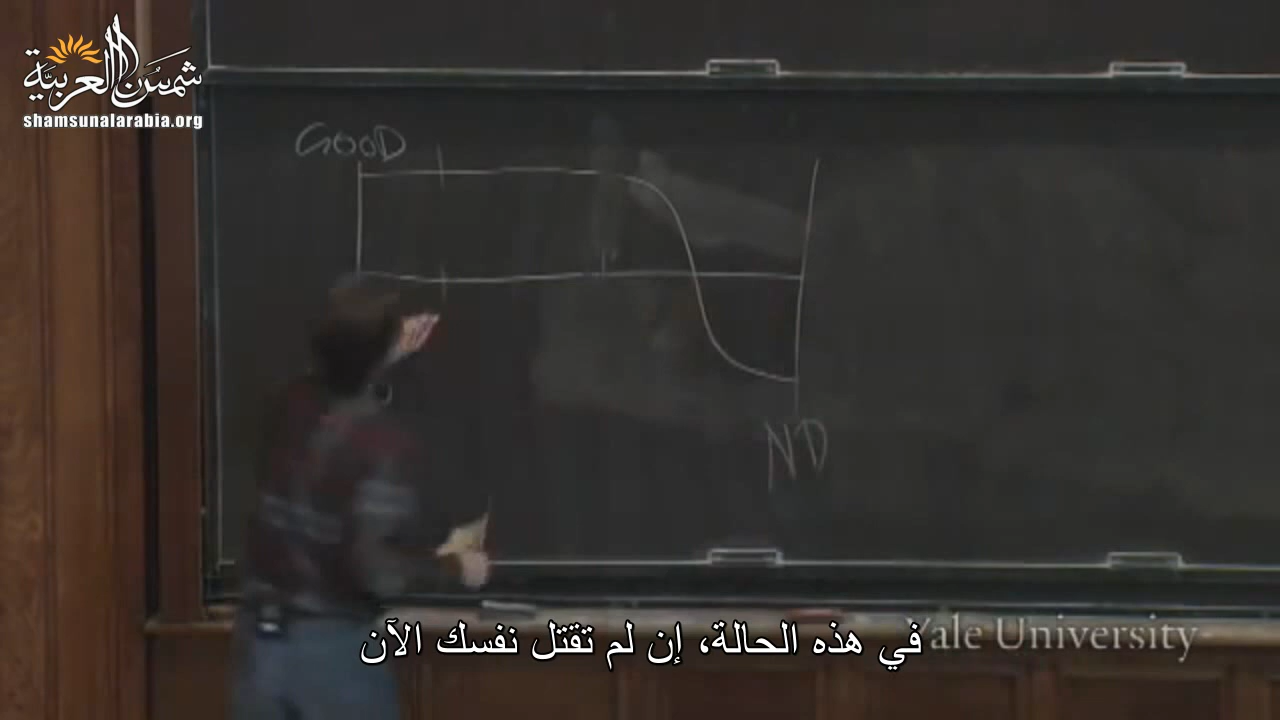 شمس العربية
shamsunalarabia.org
GOOD
ND
في هذه الحالة، إن لم تقتل نفسك الآن
Yale University